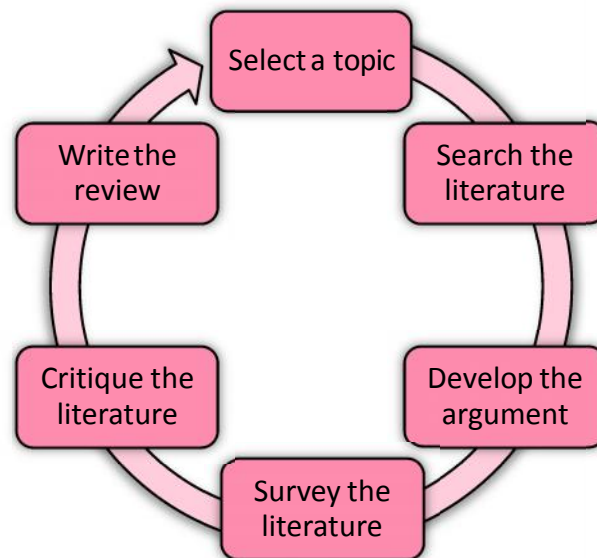 Select a topic
Search the
literature
Develop the
argument
Survey the
literature
Critique the
literature
Write the
review